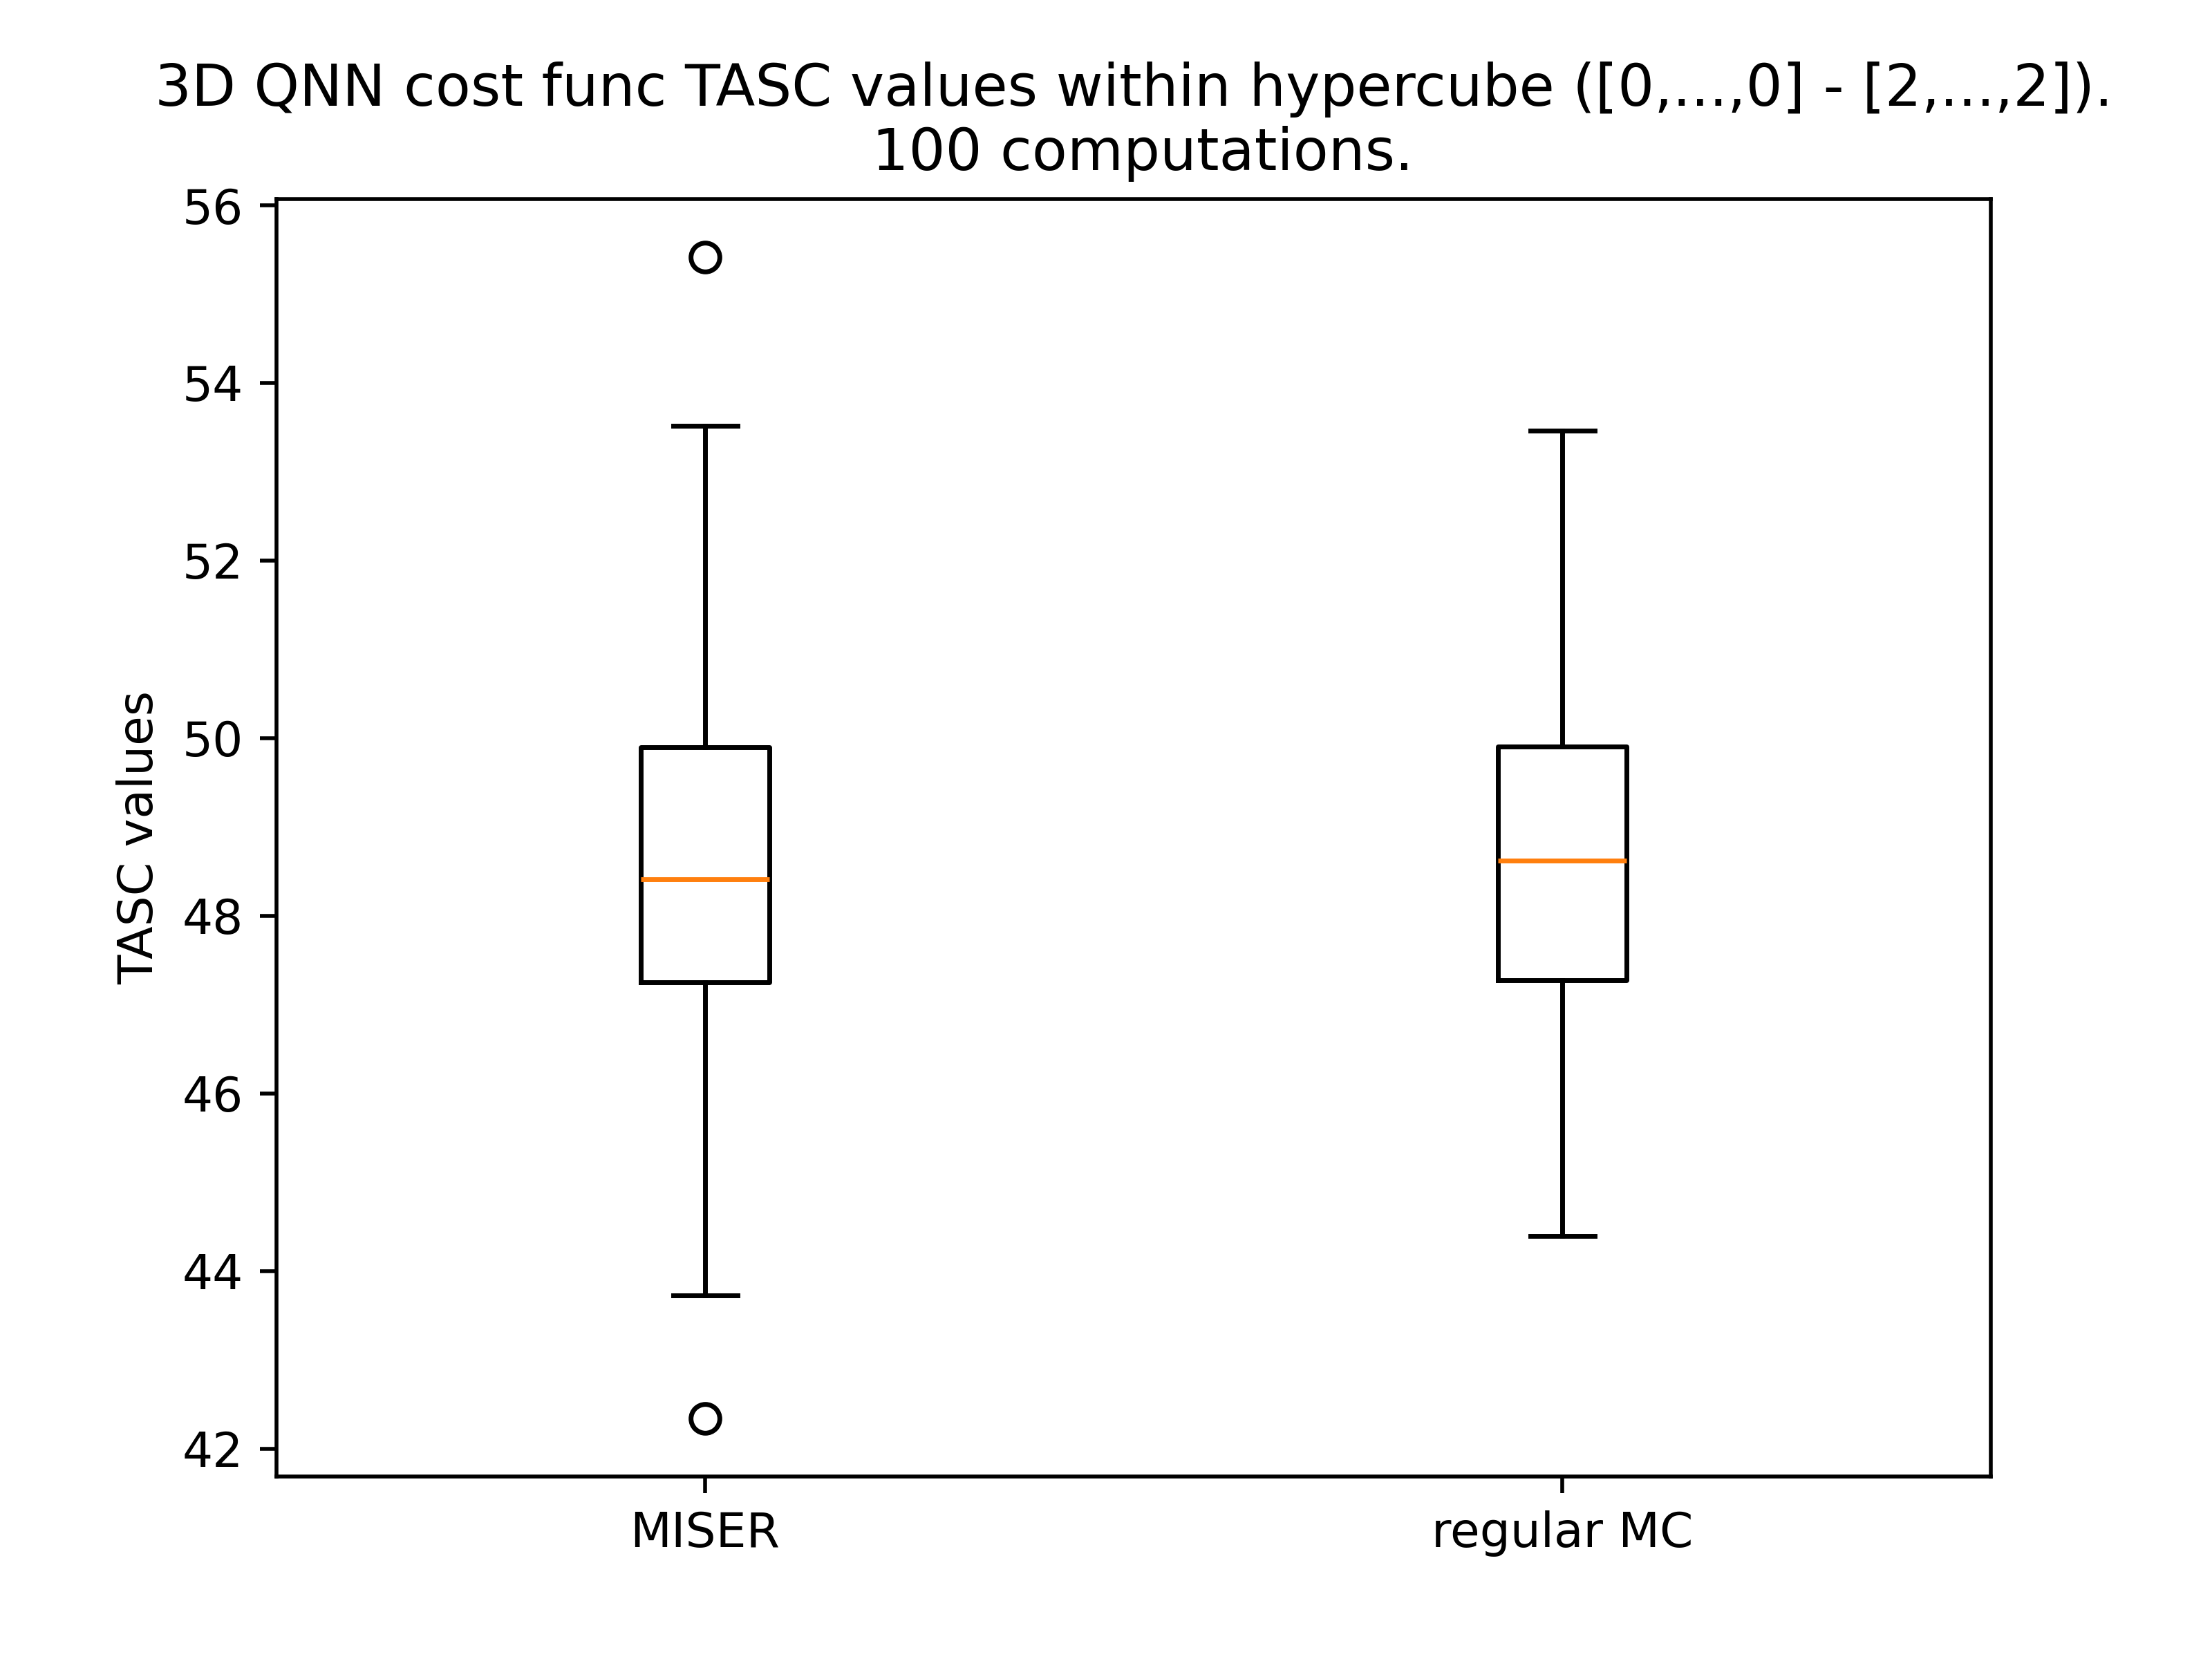 3D QNN cost func TASC values within hypercube ([0,...,0] - [2,...,2]).
100 computations.
56
54
52
50
48
46
44
42
TASC values
MISER
regular MC